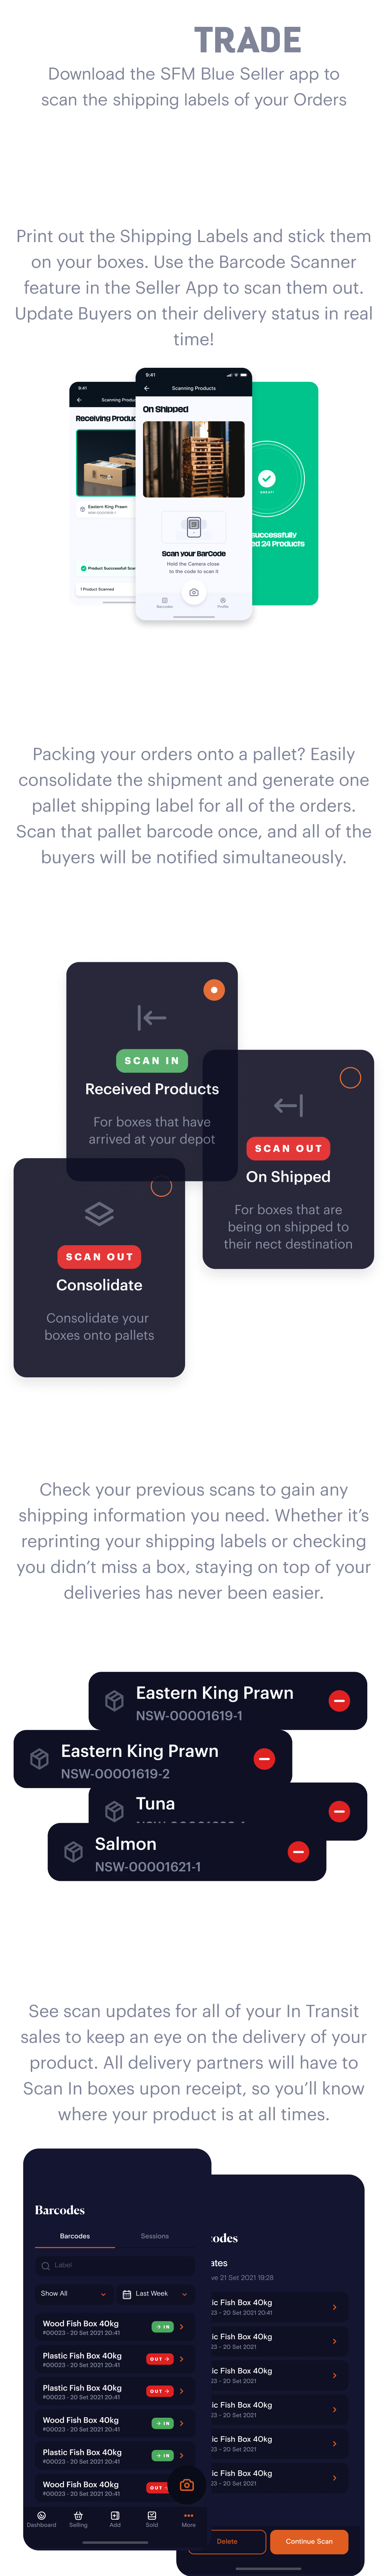 TRADE
Download the SFM Blue Seller app to
scan the shipping labels of your Orders
Print out the Shipping Labels and stick them
on your boxes. Use the Barcode Scanner
feature in the Seller App to scan them out.
Update Buyers on their delivery status in real
time!
9:41
Scanning Produ
Receiving Produc
Eastern King Prawn
NSW-00001619-1
Product Successfull Scan
1 Product Scanned
9:41
Scanning Products
On Shipped
Scan your BarCode
Hold the Camera close
to the code to scan it
Barcodes
Profile
GREAT!
successfully
ed 24 Products
Packing your orders onto a pallet? Easily
consolidate the shipment and generate one
pallet shipping label for all of the orders.
Scan that pallet barcode once, and all of the
buyers will be notified simultaneously.
SCAN IN
Received Products
For boxes that have
arrived at your depot
SCAN OUT
On Shipped
For boxes that are
being on shipped to
their nect destination
SCAN OUT
Consolidate
Consolidate your
boxes onto pallets
Check your previous scans to gain any
shipping information you need. Whether it’s
reprinting your shipping labels or checking
you didn’t miss a box, staying on top of your
deliveries has never been easier.
Eastern King Prawn
NSW-00001619-1
Eastern King Prawn
NSW-00001619-2
Tuna
Salmon
NSW-00001621-1
See scan updates for all of your In Transit
sales to keep an eye on the delivery of your
product. All delivery partners will have to
Scan In boxes upon receipt, so you’ll know
where your product is at all times.
Barcodes
Barcodes
Sessions
Label
Show All
Last Week
Wood Fish Box 40kg
#00023 - 20 Set 2021 20:41
→ IN
Plastic Fish Box 40kg
#00023 - 20 Set 2021 20:41
OUT →
Plastic Fish Box 40kg
#00023 - 20 Set 2021 20:41
OUT →
Wood Fish Box 40kg
#00023 - 20 Set 2021 20:41
→ IN
Plastic Fish Box 40kg
#00023 - 20 Set 2021 20:41
→ IN
Wood Fish Box 40kg
#00023 - 20 Set 2021 20:41
OUT
Dashboard
Selling
Add
Sold
More
codes
ates
ve 21 Set 2021 19:28
ic Fish Box 40kg
23 - 20 Set 2021 20:41
ic Fish Box 40kg
23 - 20 Set 2021
ic Fish Box 40kg
23 - 20 Set 2021
ic Fish Box 40kg
23 - 20 Set 2021
ic Fish Box 40kg
23 - 20 Set 2021
ic Fish Box 40kg
23 - 20 Set 2021
Delete
Continue Scan